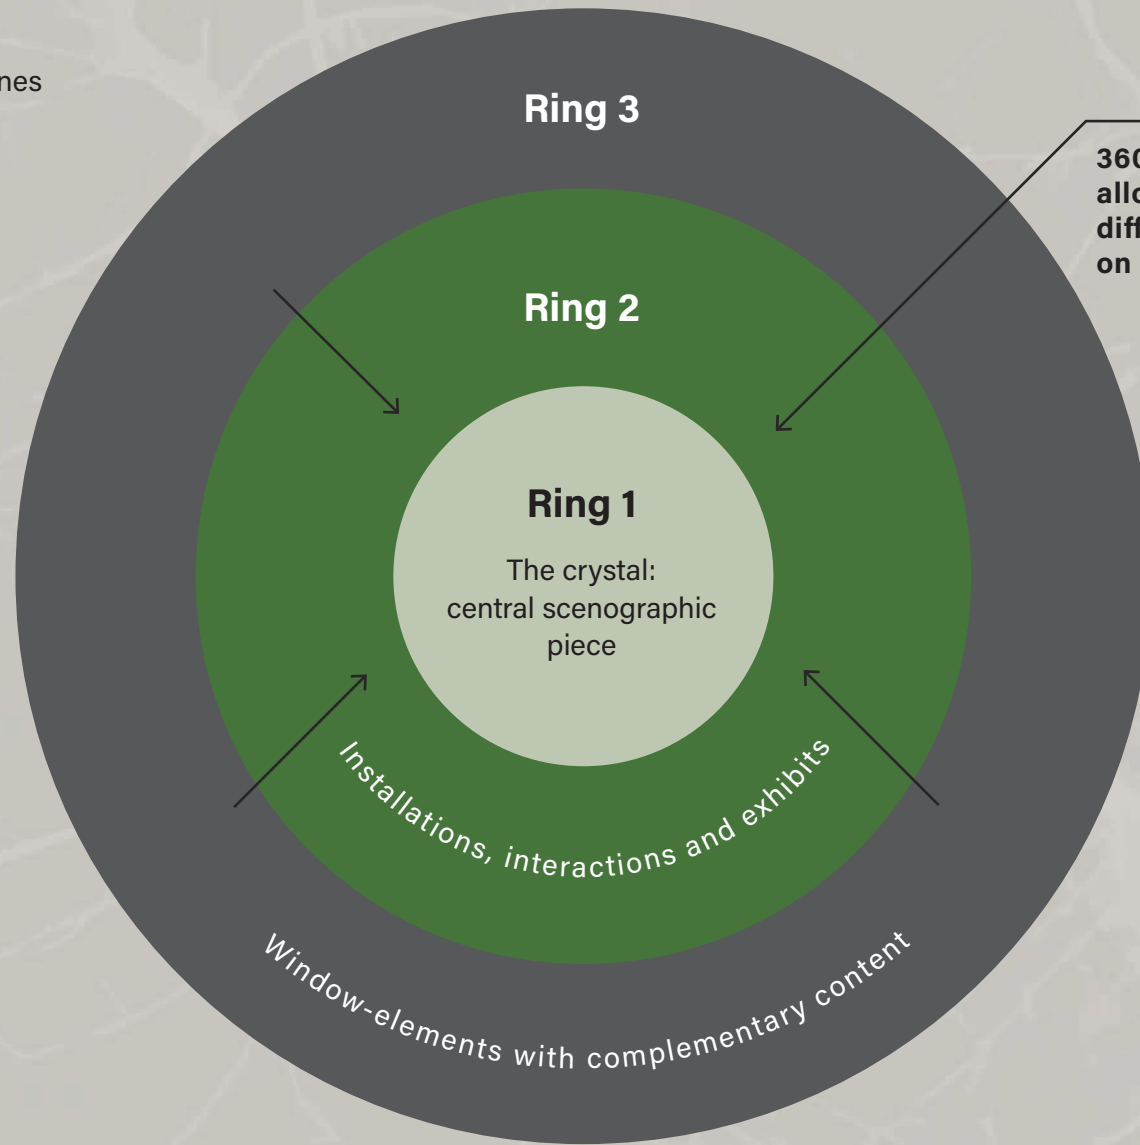 Ring 3
Ring 2
on
Ring 1
The crystal:
central scenographic
piece
Installations, interactions and exhibits
Window-elements with complementary content